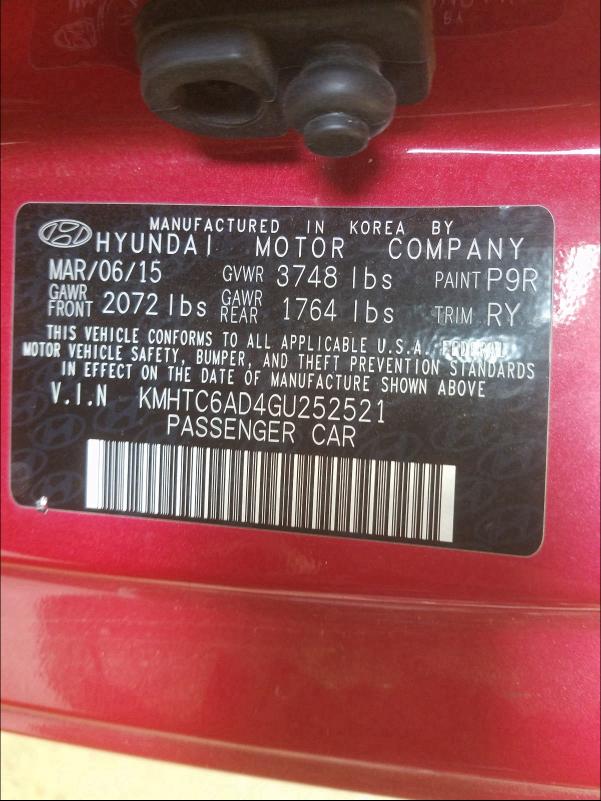 MANUFACTURED IN KOREA BY
HYUNDAI MOTOR COMPANY
MAR/06/15 GVWR 3748 lbs PAINT P9R
GAWR FRONT 2072 lbs GAWR REAR 1764 lbs TRIM RY
THIS VEHICLE CONFORMS TO ALL APPLICABLE U.S.A. FEDERAL
MOTOR VEHICLE SAFETY, BUMPER, AND THEFT PREVENTION STANDARDS
IN EFFECT ON THE DATE OF MANUFACTURE SHOWN ABOVE
V.I.N KMHTC6AD4GU252521
PASSENGER CAR